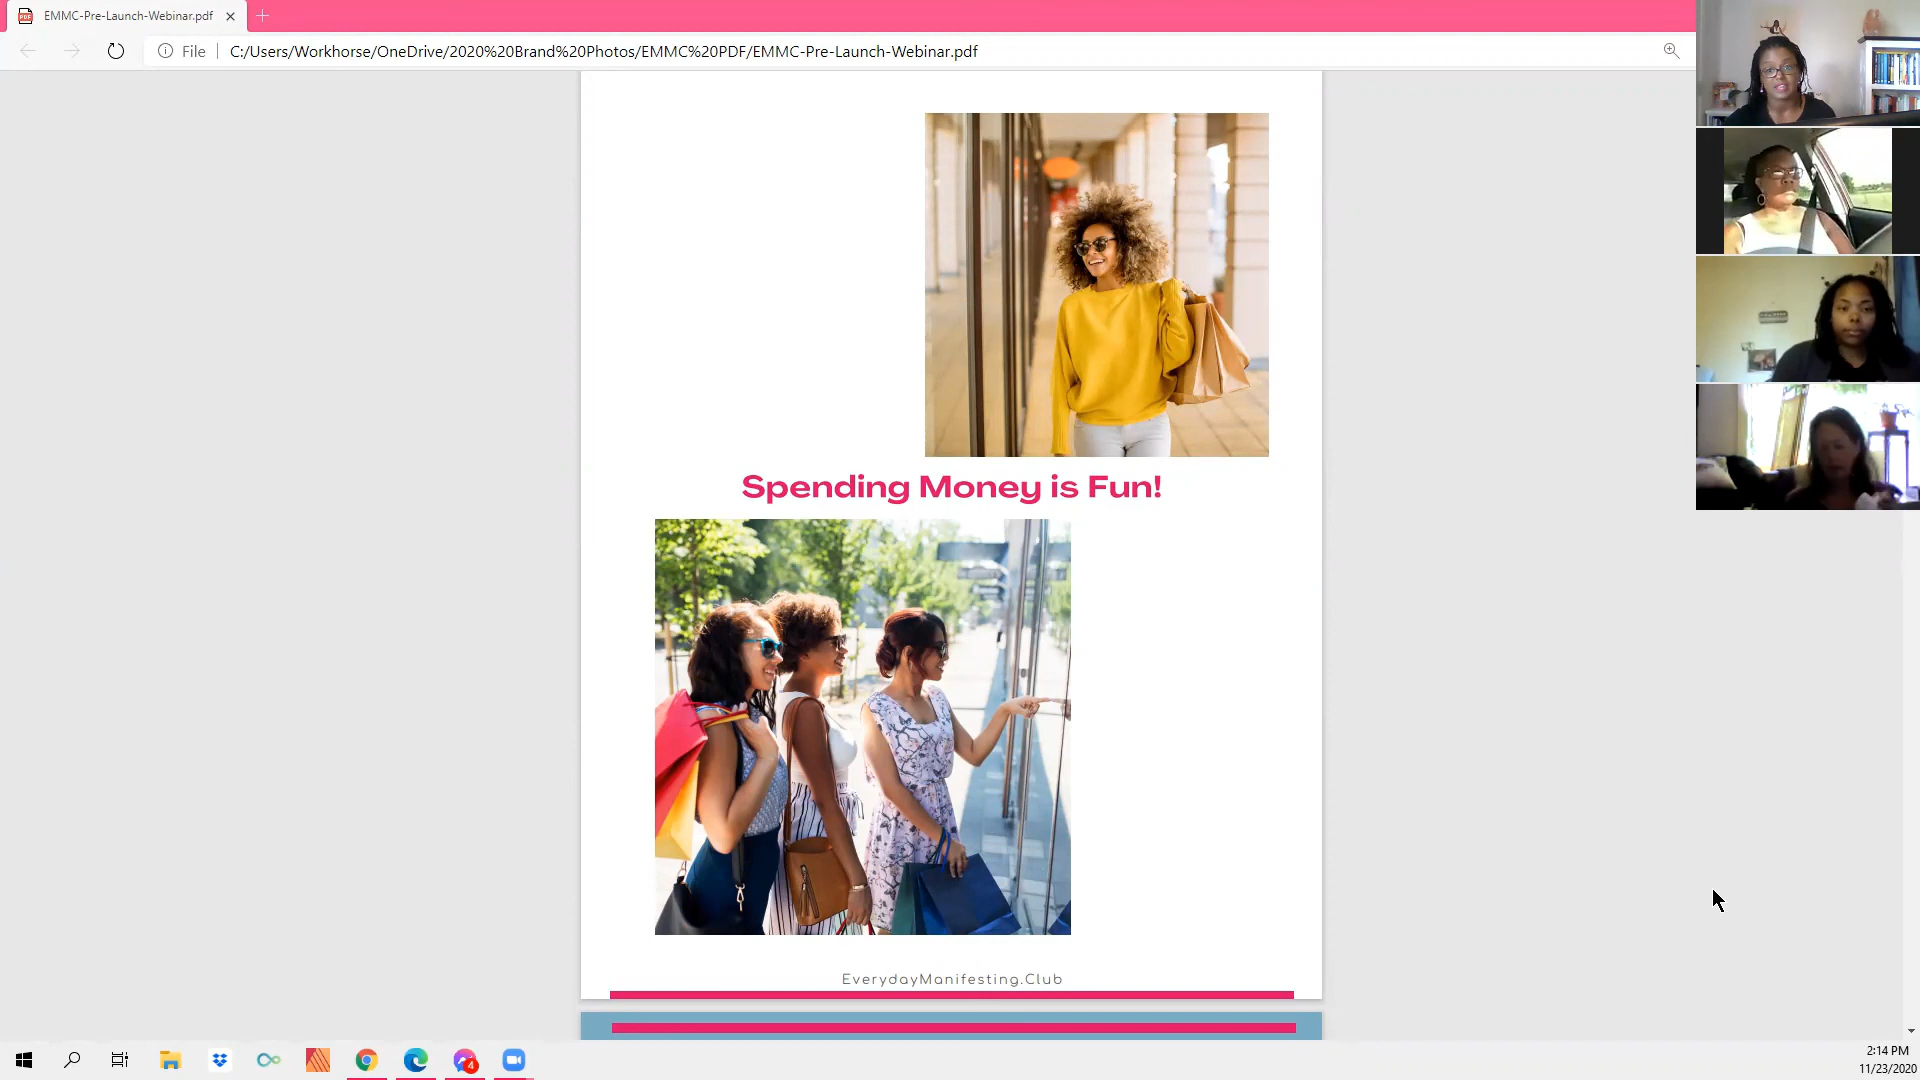 EMMC-Pre-Launch-Webinar.pdf
File
C:/Users/Workhorse/OneDrive/2020%20Brand%20Photos/EMMC%20PDF/EMMC-Pre-Launch-Webinar.pdf
Spending Money is Fun!
EverydayManifesting.Club
4
2:14 PM
11/23/2020